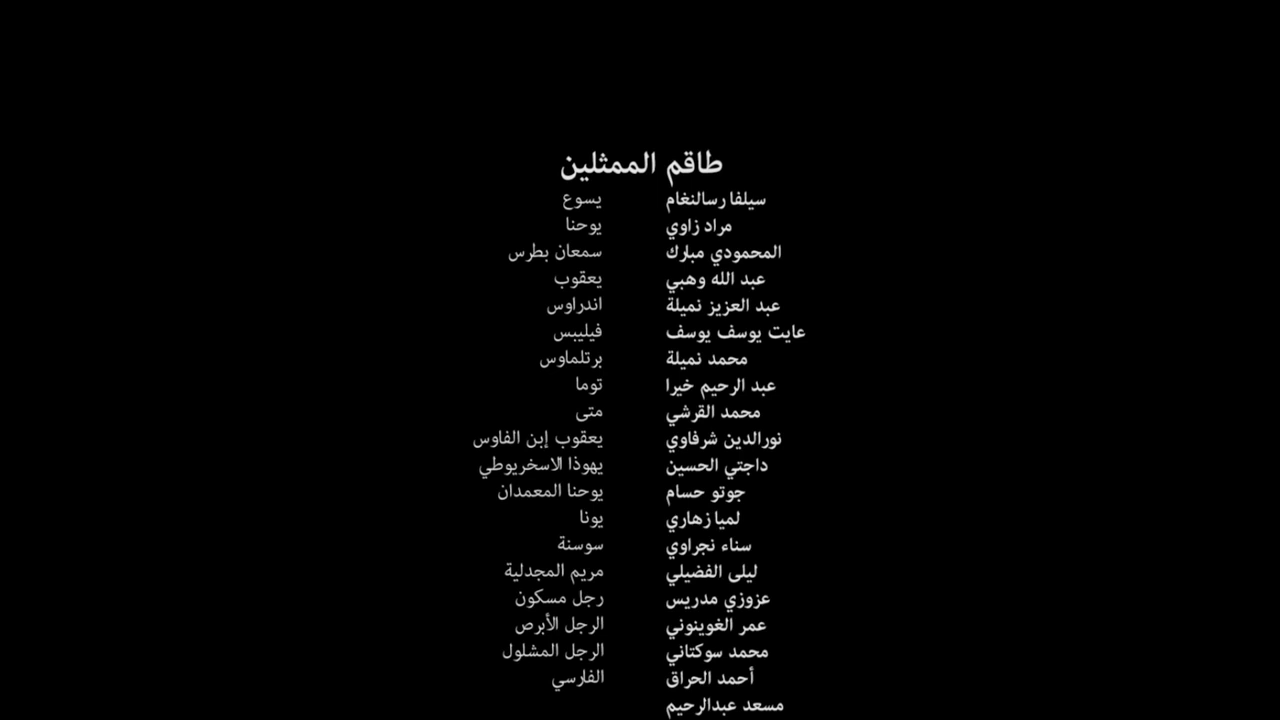 طاقم الممثلين
سيلفا رسالنغام يسوع
مراد زاوي يوحنا
المحمودي مبارك سمعان بطرس
عبد الله وهبي يعقوب
عبد العزيز نميلة اندراوس
عايت يوسف يوسف فيليبس
محمد نميلة برتلماوس
عبد الرحيم خيرا توما
محمد القرشي متى
نورالدين شرفاوي يعقوب إبن الفاوس
داجتي الحسين يهوذا الاسخريوطي
جوتو حسام يوحنا المعمدان
لميا زهاري يونا
سناء نجراوي سوسنة
ليلى الفضيلي مريم المجدلية
عزوزي مدريس رجل مسكون
عمر الغوينوني الرجل الأبرص
محمد سوكتاني الرجل المشلول
أحمد الحراق الفارسي
مسعد عبدالرحيم